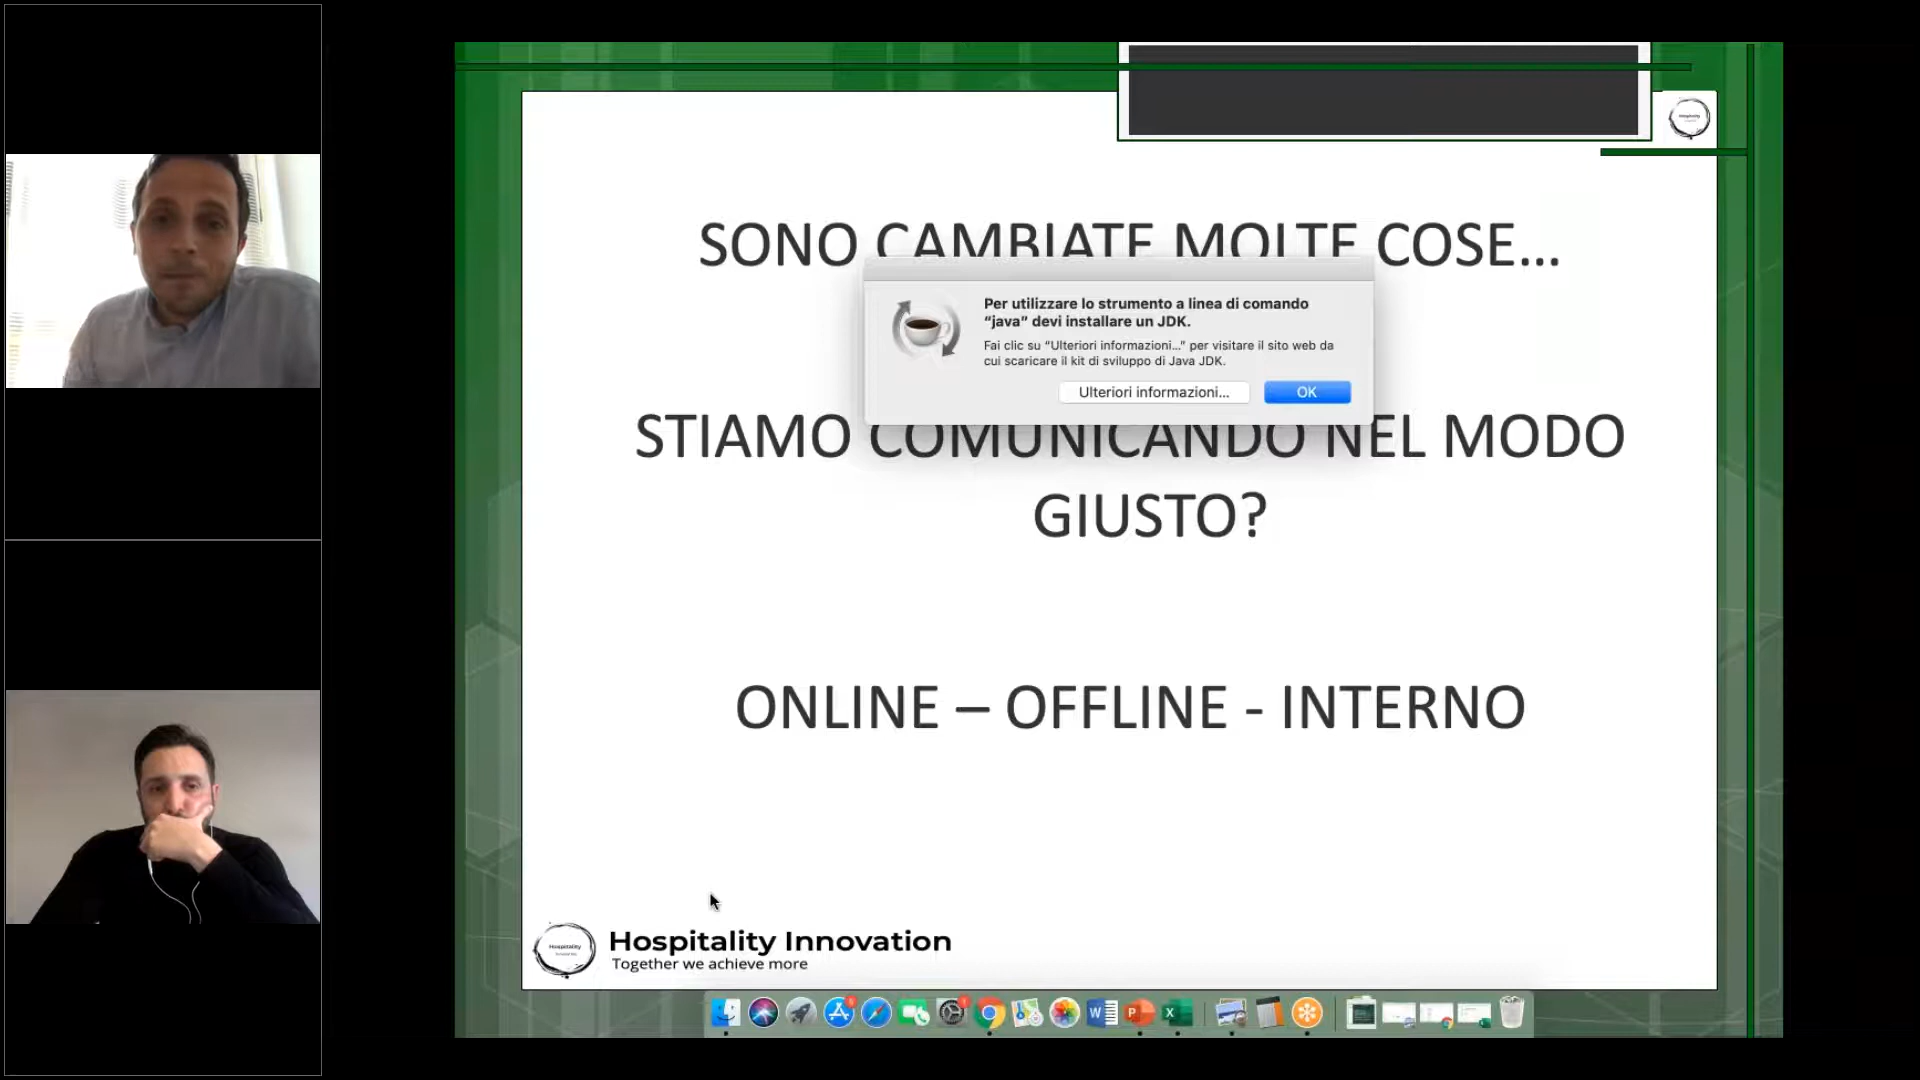 SONO CAMBIATE MOLTE COSE...
Per utilizzare lo strumento a linea di comando
“java” devi installare un JDK.
Fai clic su “Ulteriori informazioni...” per visitare il sito web da
cui scaricare il kit di sviluppo di Java JDK.
Ulteriori informazioni...
OK
STIAMO COMUNICANDO NEL MODO
GIUSTO?
ONLINE – OFFLINE - INTERNO
Hospitality
Hospitality Innovation
Together we achieve more